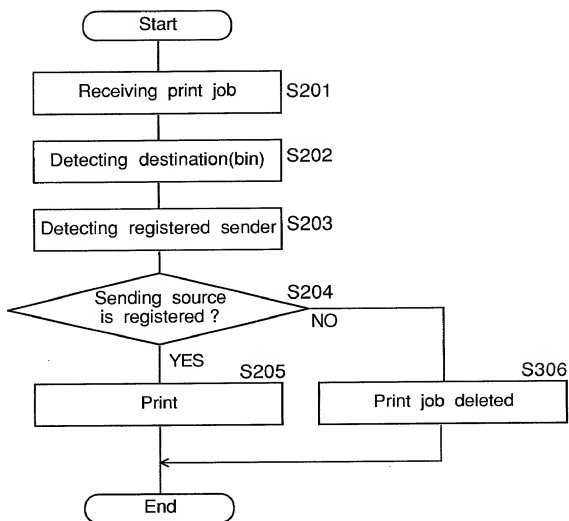 Start
Receiving print job
S201
Detecting destination(bin)
S202
Detecting registered sender
S203
Sending source
is registered ?
S204
NO
YES
S205
Print
S306
Print job deleted
End